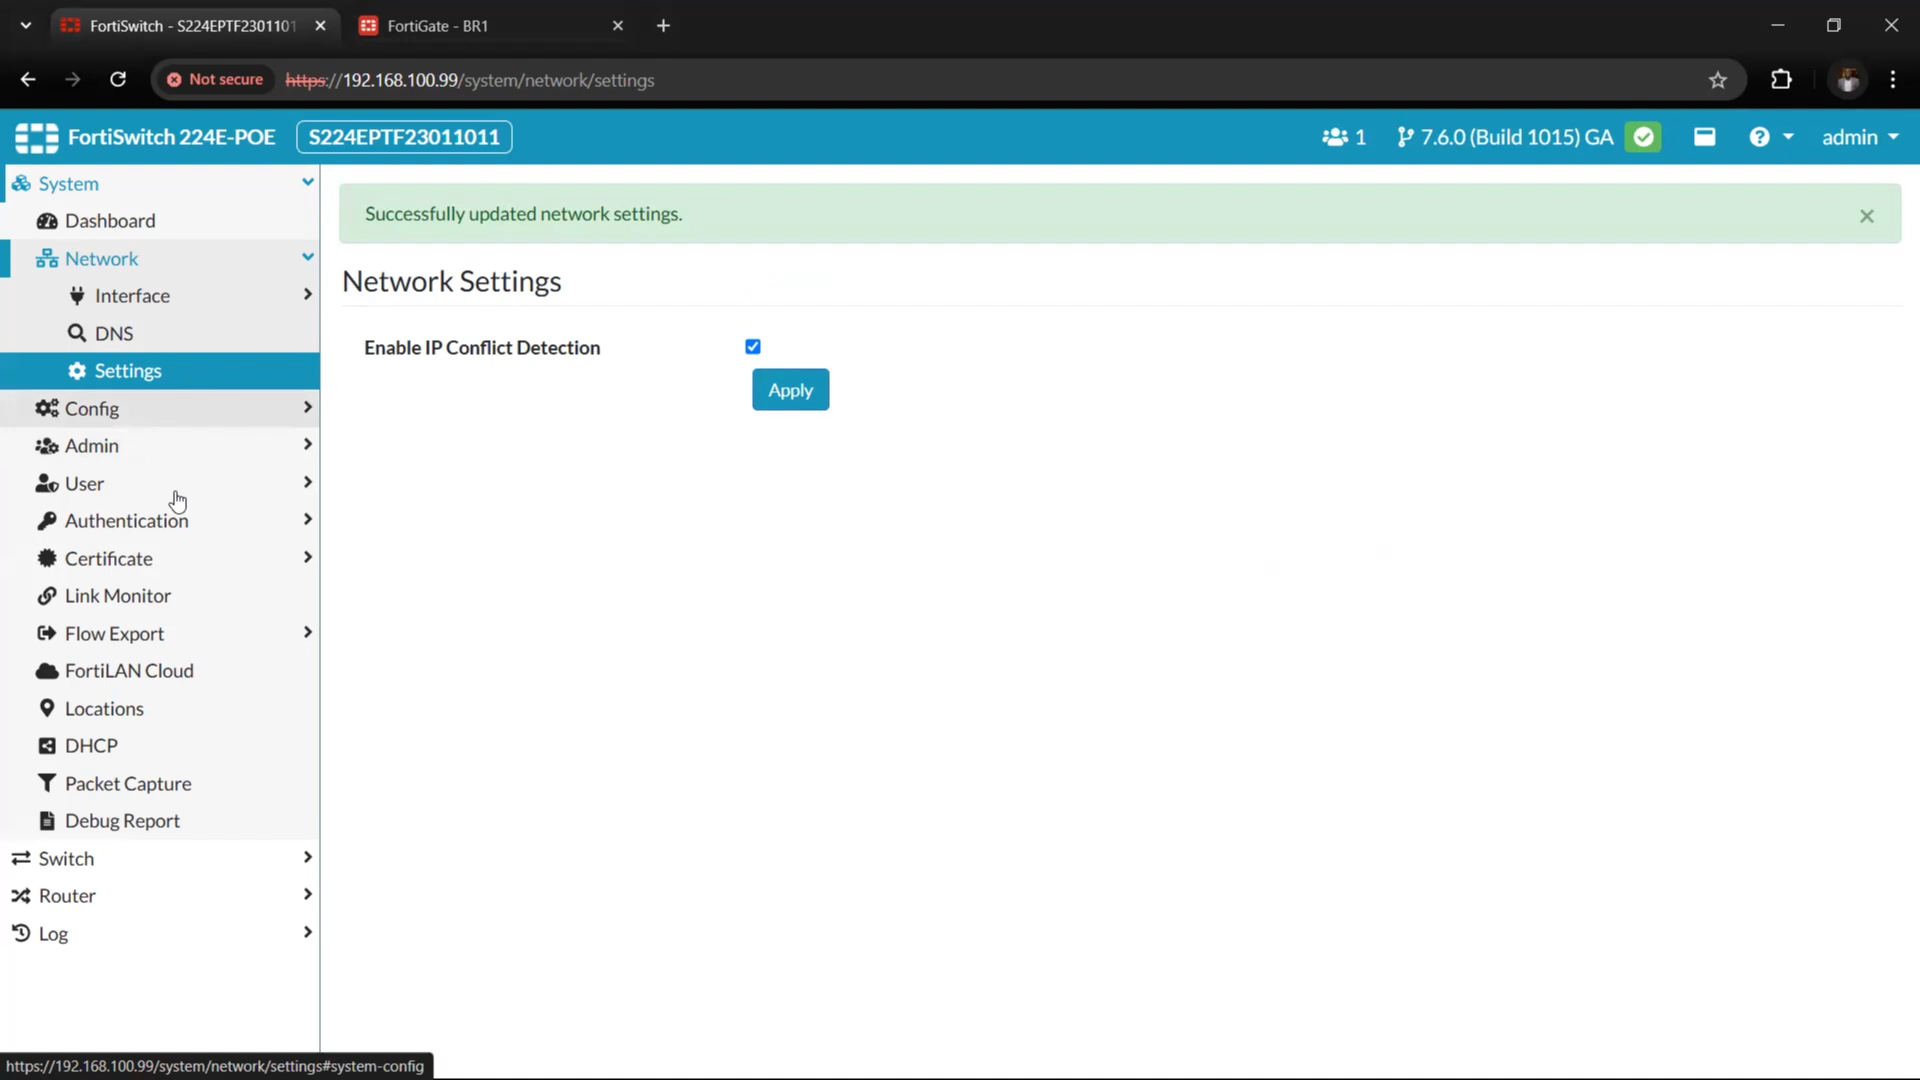 FortiSwitch - S224EPTF2301101
FortiGate - BR1
Not secure
https://192.168.100.99/system/network/settings
FortiSwitch 224E-POE
S224EPTF23011011
1
7.6.0 (Build 1015) GA
admin
System
Dashboard
Network
Interface
DNS
Settings
Config
Admin
User
Authentication
Certificate
Link Monitor
Flow Export
FortiLAN Cloud
Locations
DHCP
Packet Capture
Debug Report
Switch
Router
Log
Successfully updated network settings.
Network Settings
Enable IP Conflict Detection
Apply
https://192.168.100.99/system/network/settings#system-config